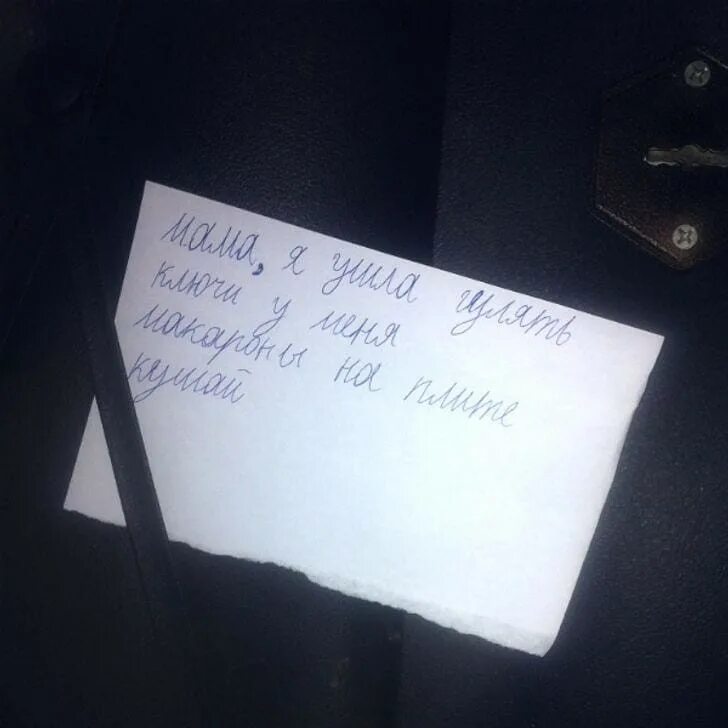 мама, я ушла гулять
ключи у меня
макароны на плите
кушай